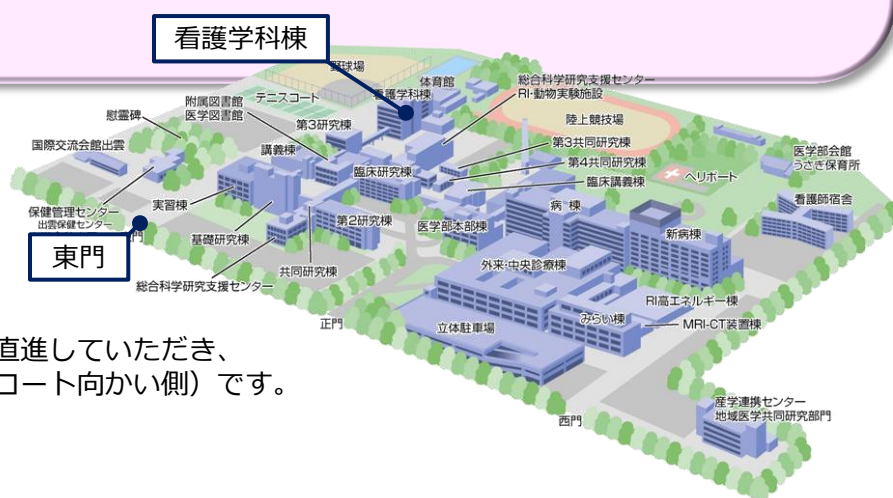 看護学科棟
野球場
体育館
看護学科棟
総合科学研究支援センター
RI・動物実験施設
附属図書館
医学図書館
テニスコート
慰霊碑
第3研究棟
陸上競技場
国際交流会館出雲
講義棟
第3共同研究棟
医学部会館
うさぎ保育所
第4共同研究棟
臨床研究棟
ヘリポート
臨床講義棟
実習棟
病棟
看護師宿舎
保健管理センター
出雲保健センター
第2研究棟
医学部本部棟
新病棟
基礎研究棟
東門
外来・中央診療棟
共同研究棟
総合科学研究支援センター
RI高エネルギー棟
正門
立体駐車場
みらい棟
MRI-CT装置棟
直進していただき、
コート向かい側）です。
産学連携センター
地域医学共同研究部門
西門